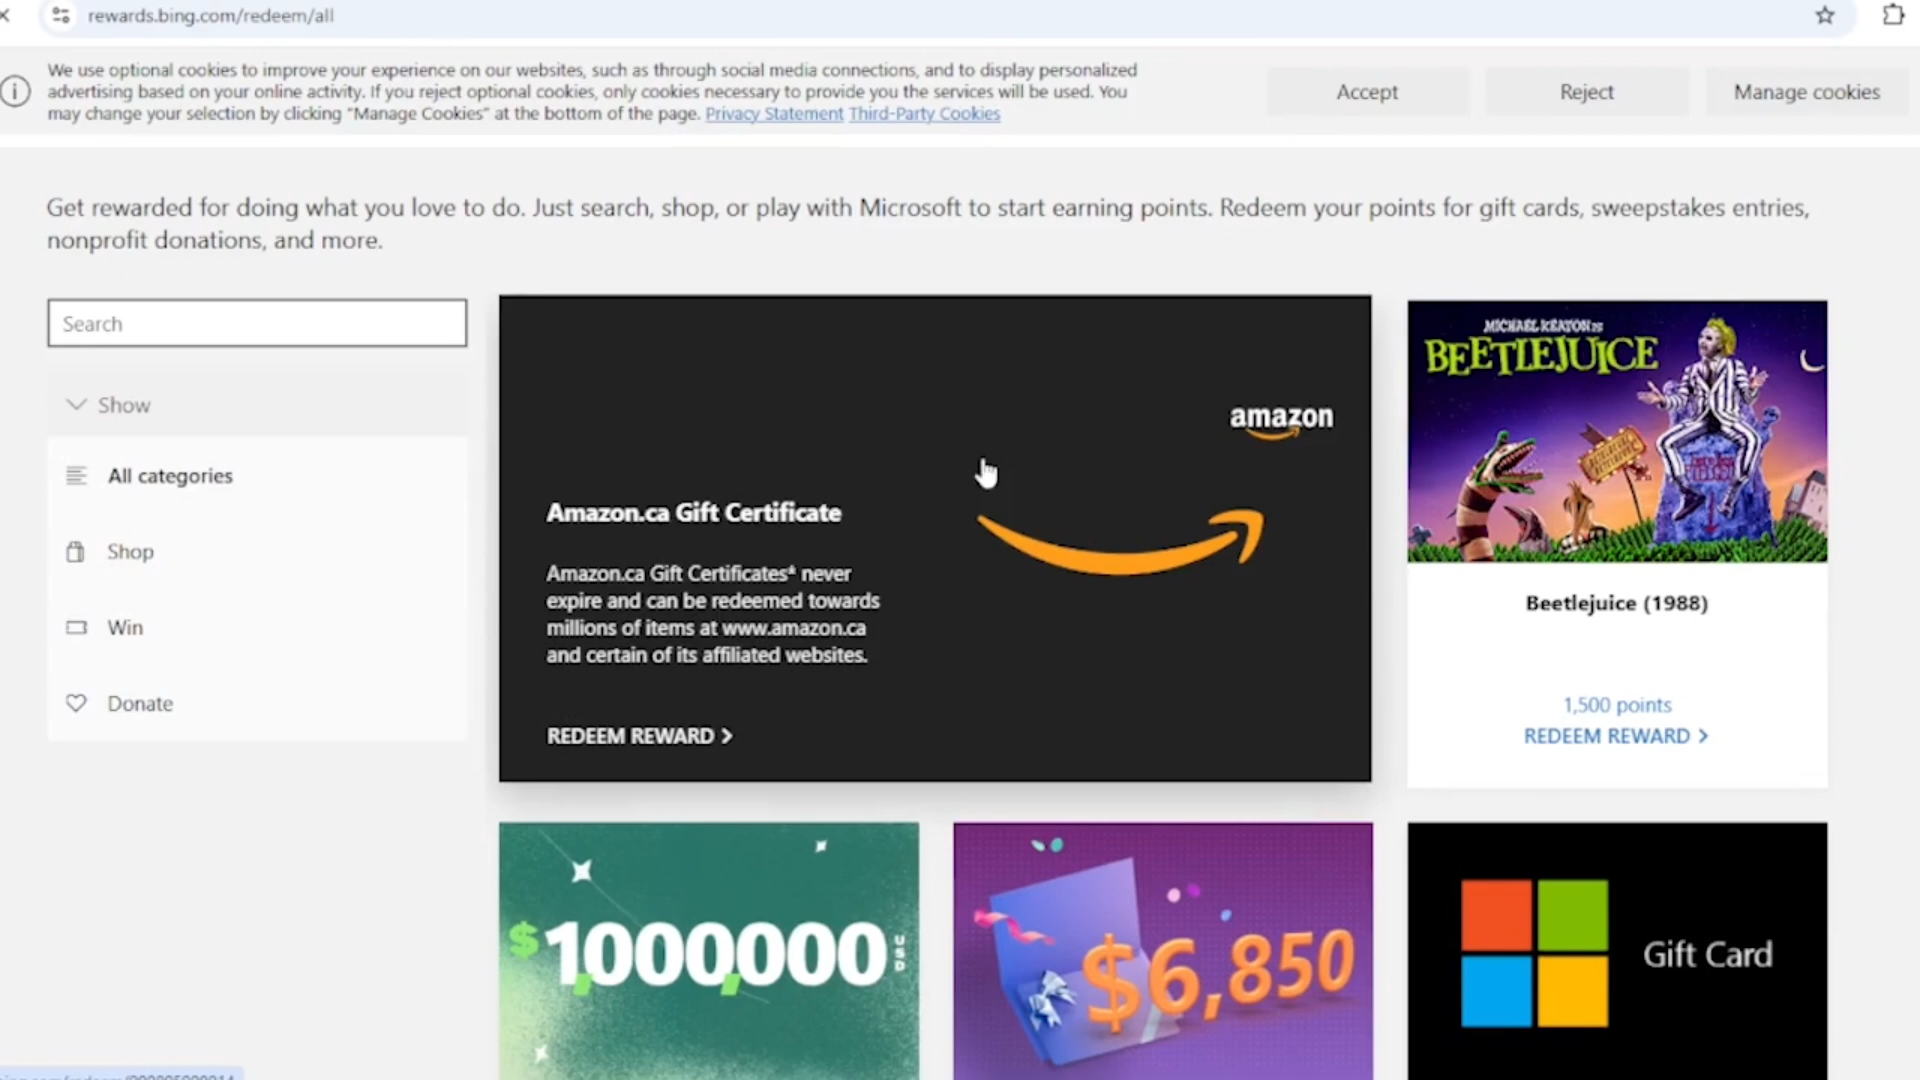 rewards.bing.com/redeem/all
We use optional cookies to improve your experience on our websites, such as through social media connections, and to display personalized
advertising based on your online activity. If you reject optional cookies, only cookies necessary to provide you the services will be used. You
may change your selection by clicking "Manage Cookies" at the bottom of the page. Privacy Statement Third-Party Cookies
Accept
Reject
Manage cookies
Get rewarded for doing what you love to do. Just search, shop, or play with Microsoft to start earning points. Redeem your points for gift cards, sweepstakes entries,
nonprofit donations, and more.
Search
Show
All categories
Shop
Win
Donate
amazon
Amazon.ca Gift Certificate
Amazon.ca Gift Certificates* never
expire and can be redeemed towards
millions of items at www.amazon.ca
and certain of its affiliated websites.
REDEEM REWARD >
MICHAEL KEATON IS
BEETLEJUICE
Beetlejuice (1988)
1,500 points
REDEEM REWARD >
$1,000,000 USD
$6,850
Gift Card